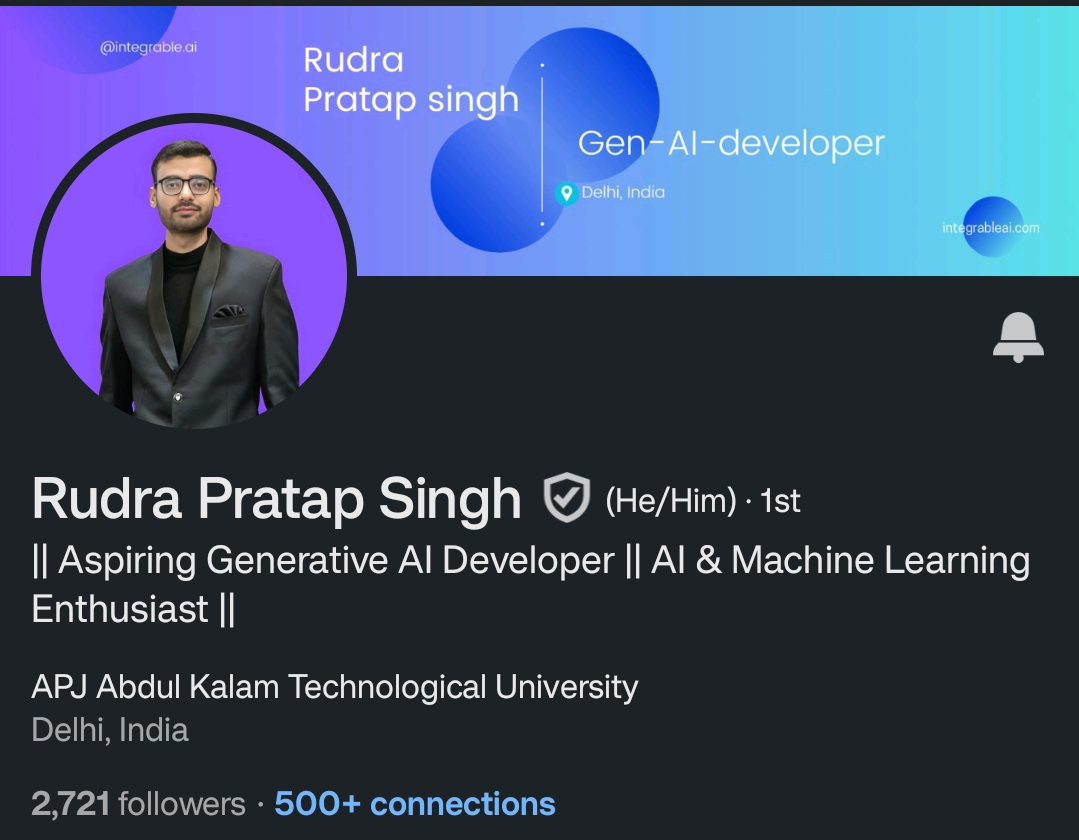 @integrable.ai
Rudra
Pratap singh
Gen-AI-developer
Delhi, India
integrableai.com
Rudra Pratap Singh (He/Him) · 1st
|| Aspiring Generative AI Developer || AI & Machine Learning
Enthusiast ||
APJ Abdul Kalam Technological University
Delhi, India
2,721 followers · 500+ connections